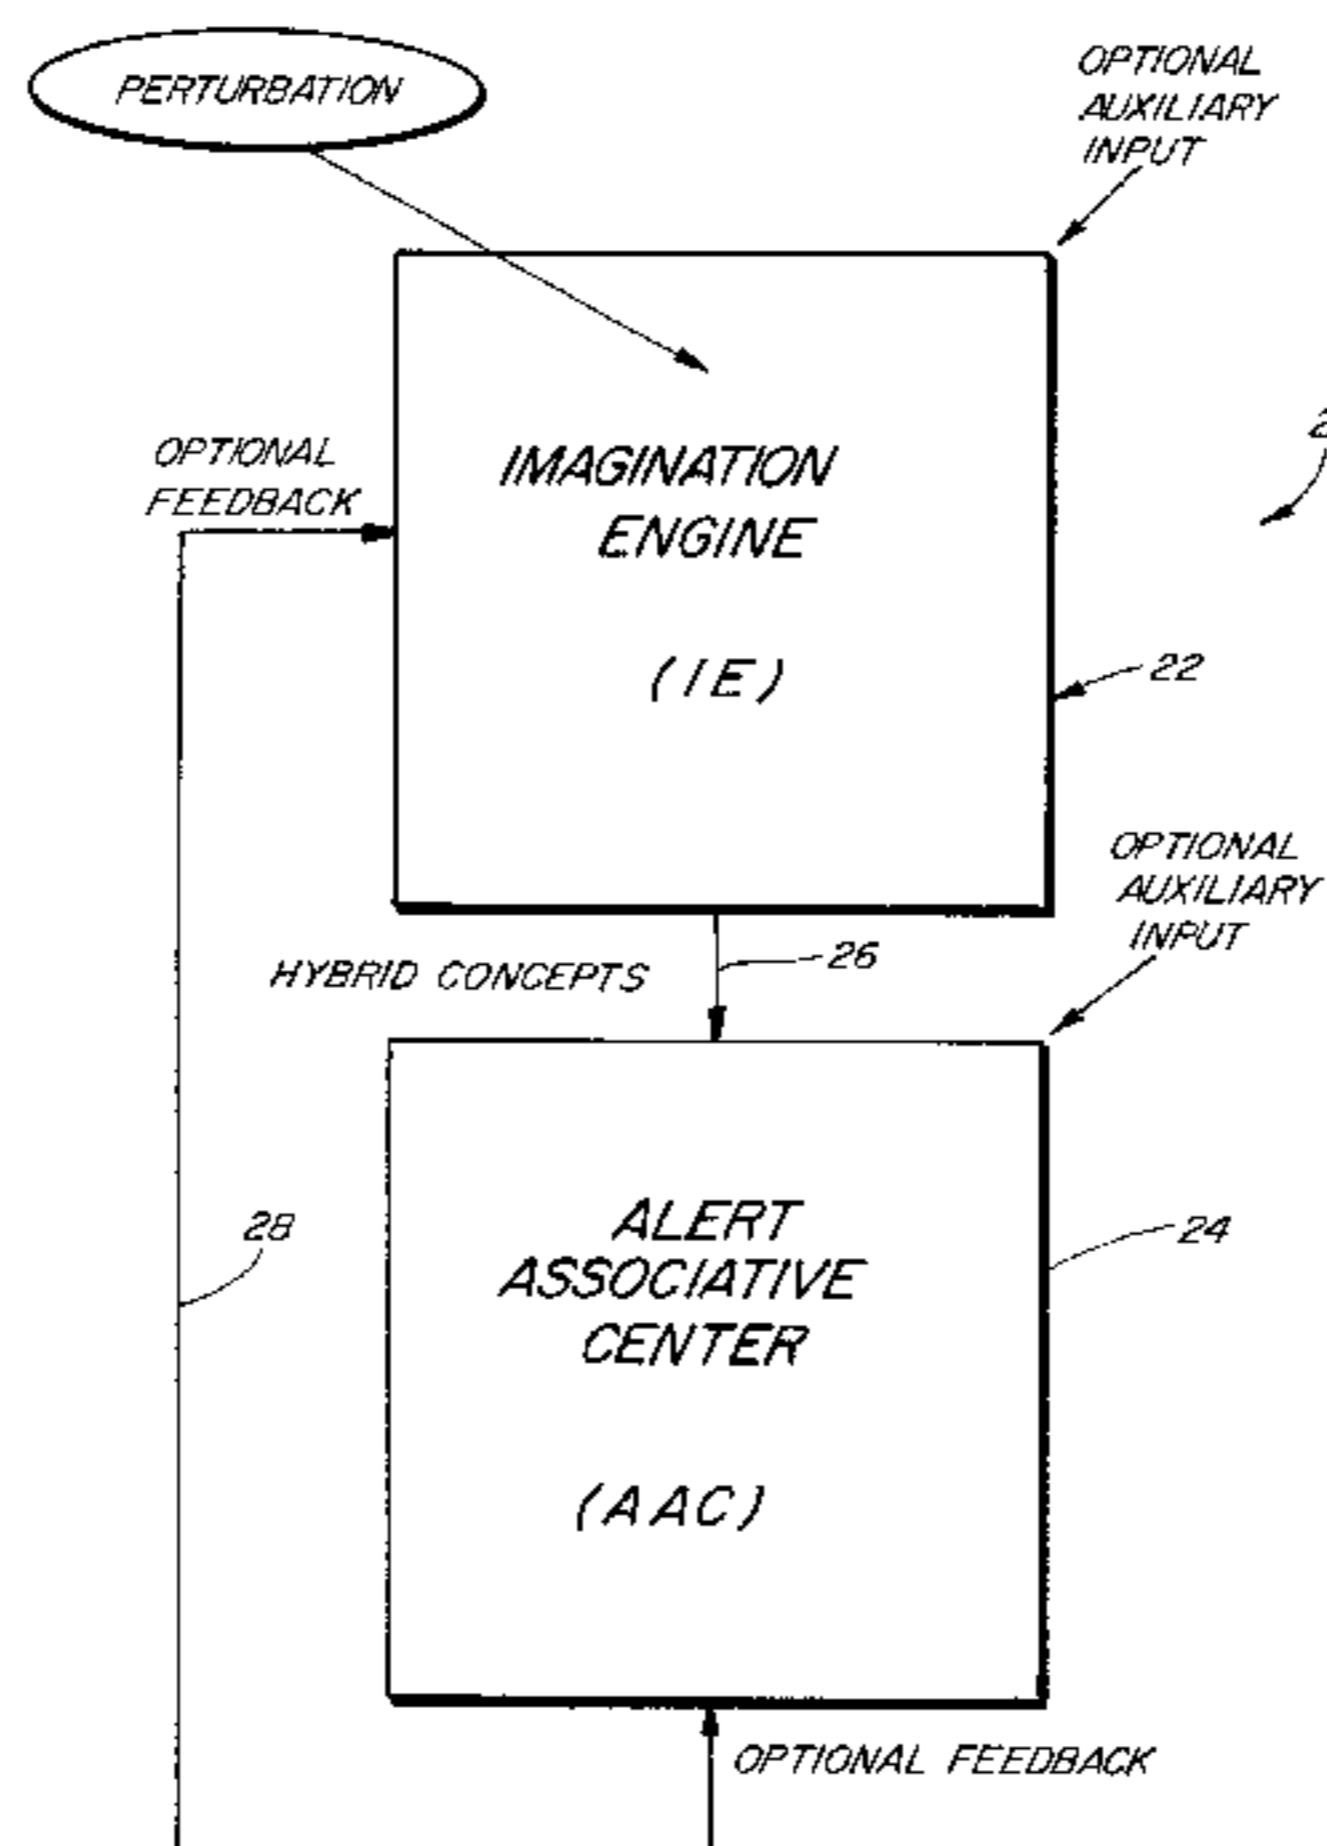 PERTURBATION
OPTIONAL
AUXILIARY
INPUT
OPTIONAL
FEEDBACK
IMAGINATION
ENGINE
(IE)
22
OPTIONAL
AUXILIARY
INPUT
26
HYBRID CONCEPTS
28
ALERT
ASSOCIATIVE
CENTER
24
(AAC)
OPTIONAL FEEDBACK